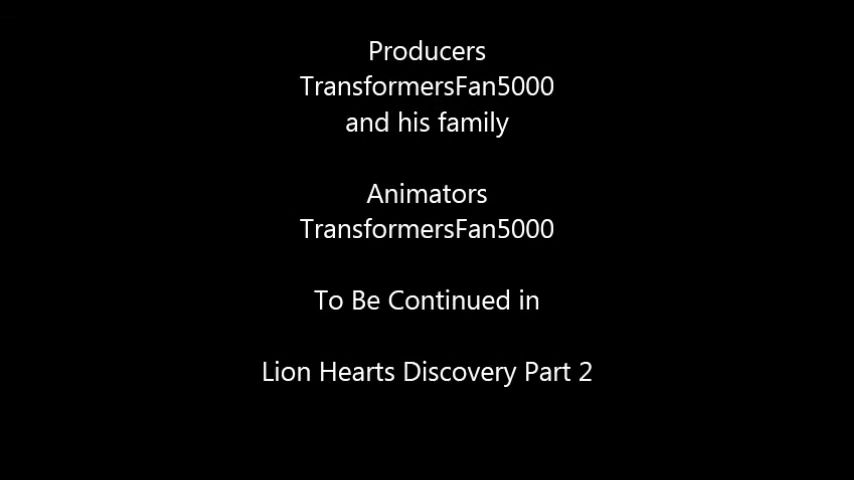 Producers
TransformersFan5000
and his family
Animators
TransformersFan5000
To Be Continued in
Lion Hearts Discovery Part 2